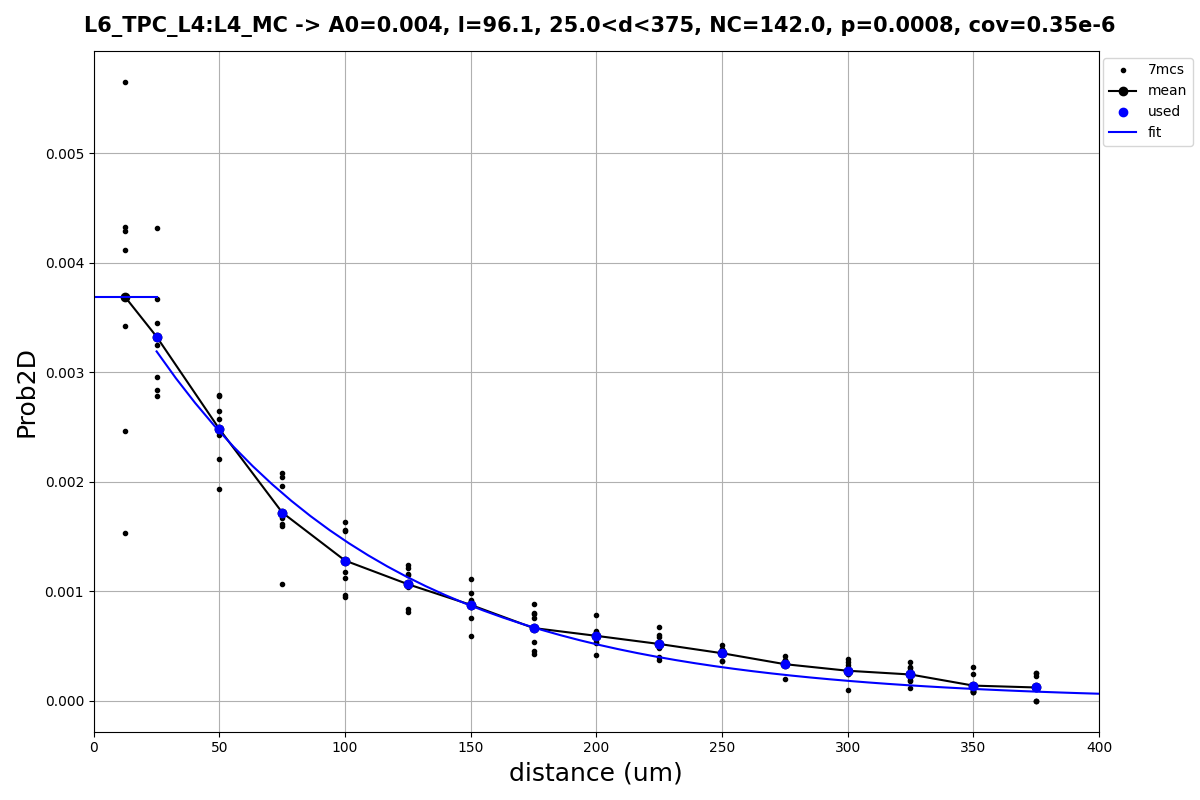 L6_TPC_L4:L4_MC -> A0=0.004, l=96.1, 25.0<d<375, NC=142.0, p=0.0008, cov=0.35e-6
7mcs
mean
used
fit
0.005
0.004
0.003
0.002
0.001
0.000
Prob2D
0
50
100
150
200
250
300
350
400
distance (um)